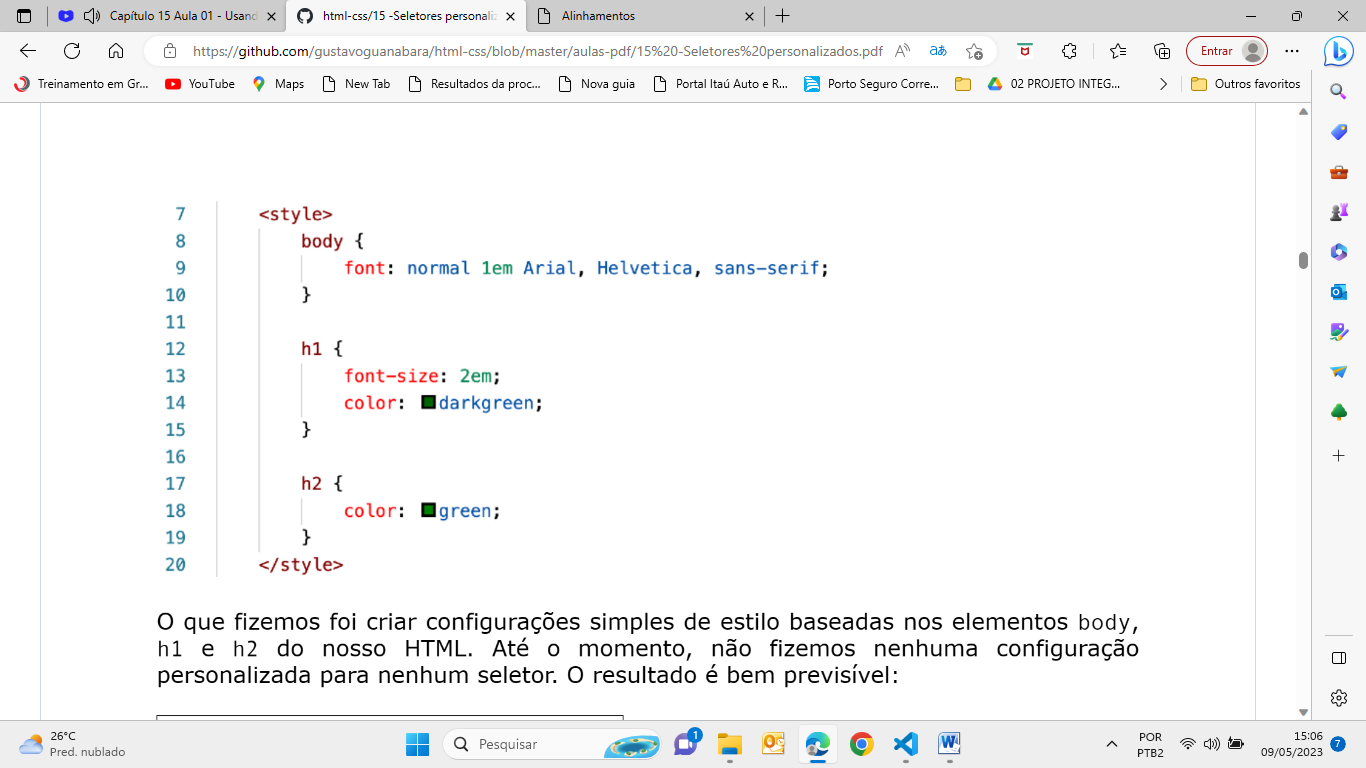 Capítulo 15 Aula 01 - Usand
html-css/15 -Seletores personaliz
Alinhamentos
https://github.com/gustavoguanabara/html-css/blob/master/aulas-pdf/15%20-Seletores%20personalizados.pdf
Entrar
Treinamento em Gr...
YouTube
Maps
New Tab
Resultados da proc...
Nova guia
Portal Itaú Auto e R...
Porto Seguro Corre...
02 PROJETO INTEG...
Outros favoritos
7 <style>
8 body {
9 font: normal 1em Arial, Helvetica, sans-serif;
10 }
11
12 h1 {
13 font-size: 2em;
14 color: darkgreen;
15 }
16
17 h2 {
18 color: green;
19 }
20 </style>
O que fizemos foi criar configurações simples de estilo baseadas nos elementos body,
h1 e h2 do nosso HTML. Até o momento, não fizemos nenhuma configuração
personalizada para nenhum seletor. O resultado é bem previsível:
26°C
Pred. nublado
Pesquisar
1
POR
PTB2
15:06
09/05/2023
7